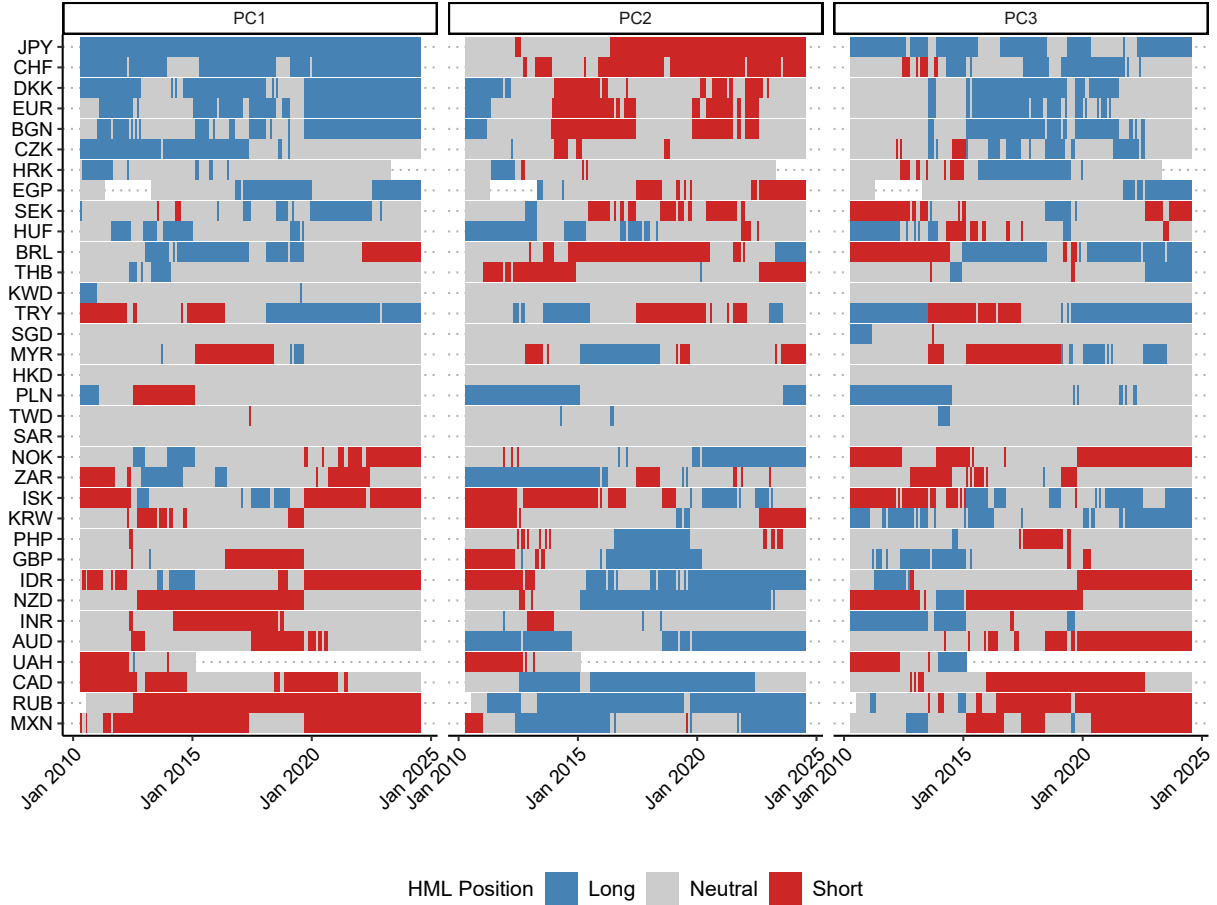 PC1 PC2 PC3
JPY
CHF
DKK
EUR
BGN
CZK
HRK
EGP
SEK
HUF
BRL
THB
KWD
TRY
SGD
MYR
HKD
PLN
TWD
SAR
NOK
ZAR
ISK
KRW
PHP
GBP
IDR
NZD
INR
AUD
UAH
CAD
RUB
MXN
Jan 2010 Jan 2015 Jan 2020 Jan 2025 Jan 2010 Jan 2015 Jan 2020 Jan 2025 Jan 2010 Jan 2015 Jan 2020 Jan 2025
HML Position Long Neutral Short